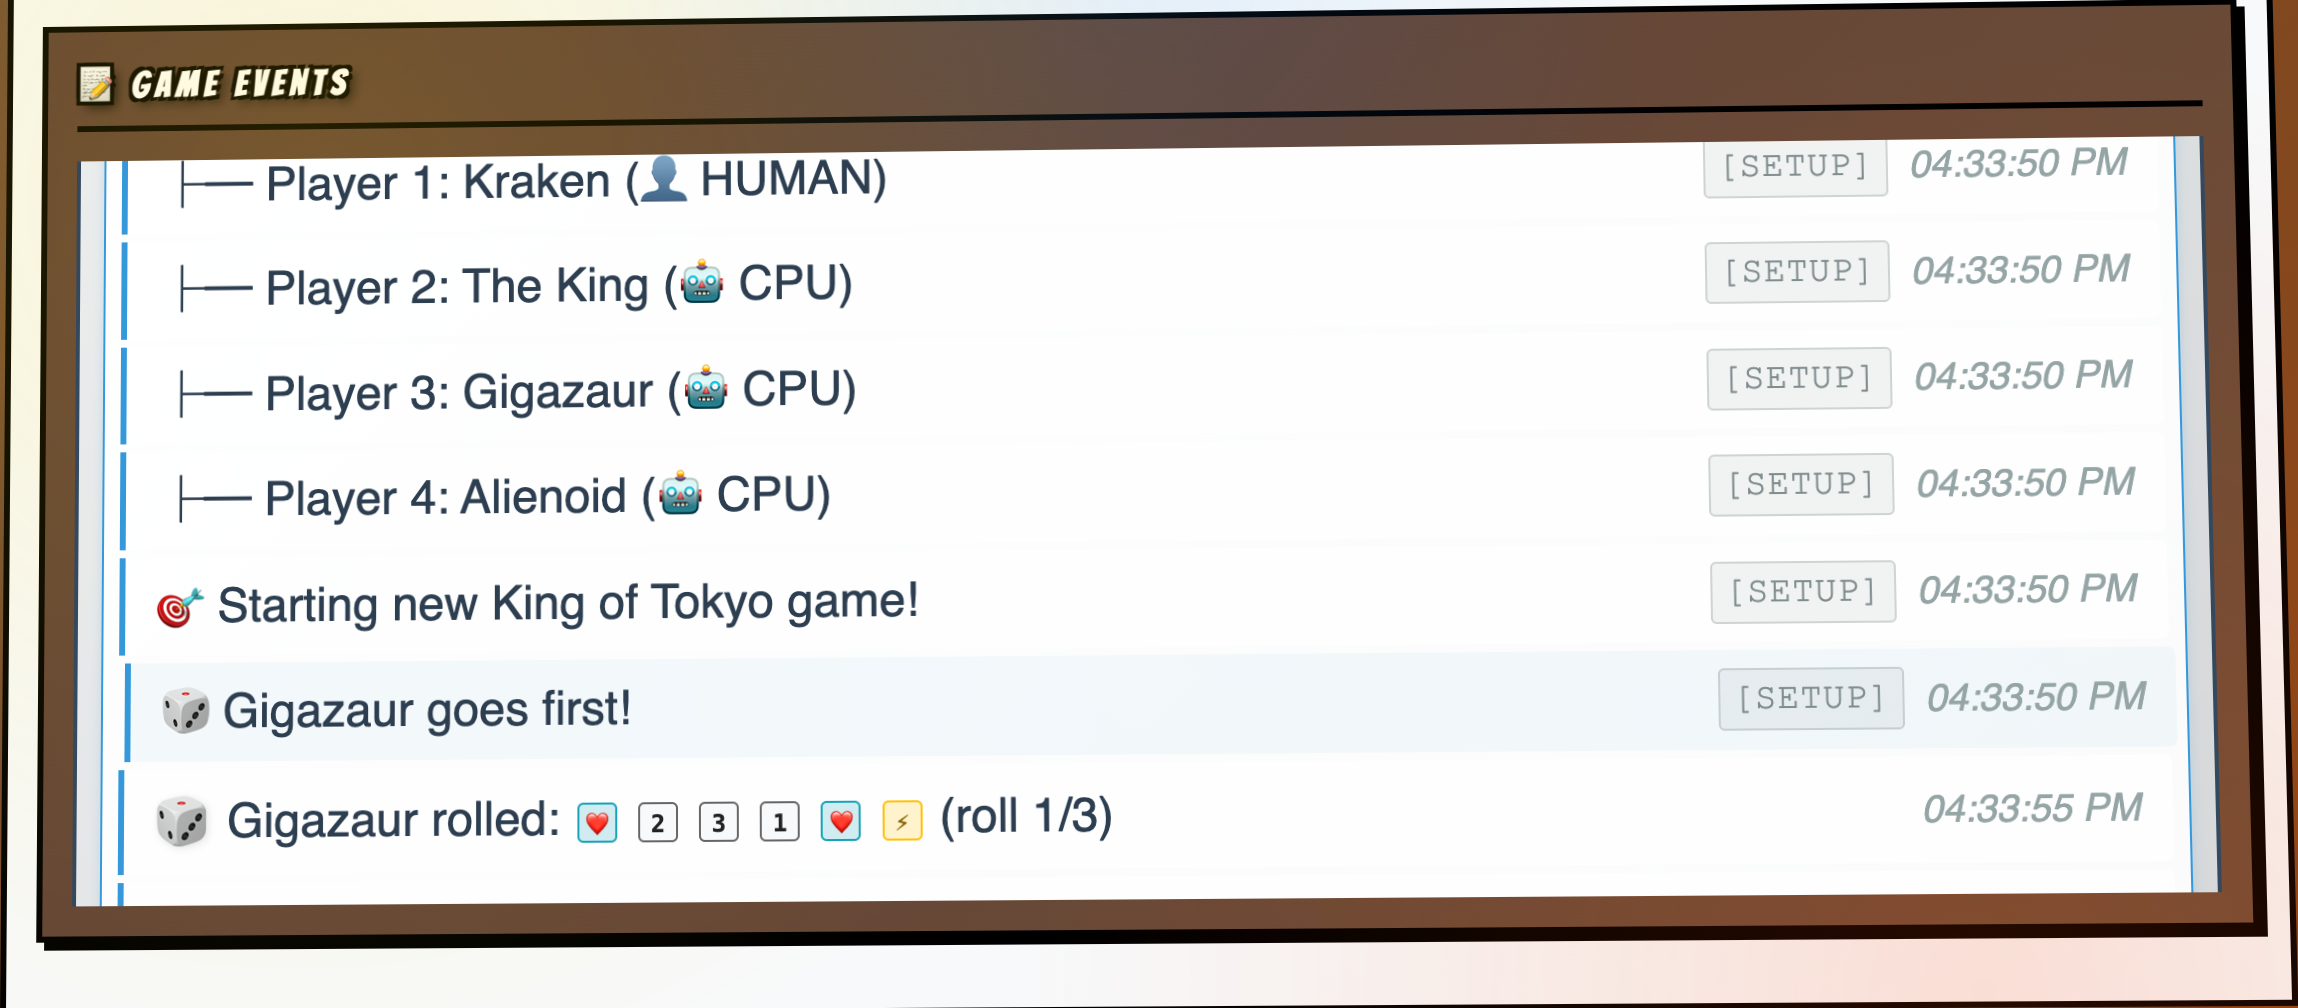 📝 GAME EVENTS
├── Player 1: Kraken (👤 HUMAN) [SETUP] 04:33:50 PM
├── Player 2: The King (🤖 CPU) [SETUP] 04:33:50 PM
├── Player 3: Gigazaur (🤖 CPU) [SETUP] 04:33:50 PM
├── Player 4: Alienoid (🤖 CPU) [SETUP] 04:33:50 PM
🎯 Starting new King of Tokyo game! [SETUP] 04:33:50 PM
🎲 Gigazaur goes first! [SETUP] 04:33:50 PM
🎲 Gigazaur rolled: ❤️ 2 3 1 ❤️ ⚡ (roll 1/3) 04:33:55 PM